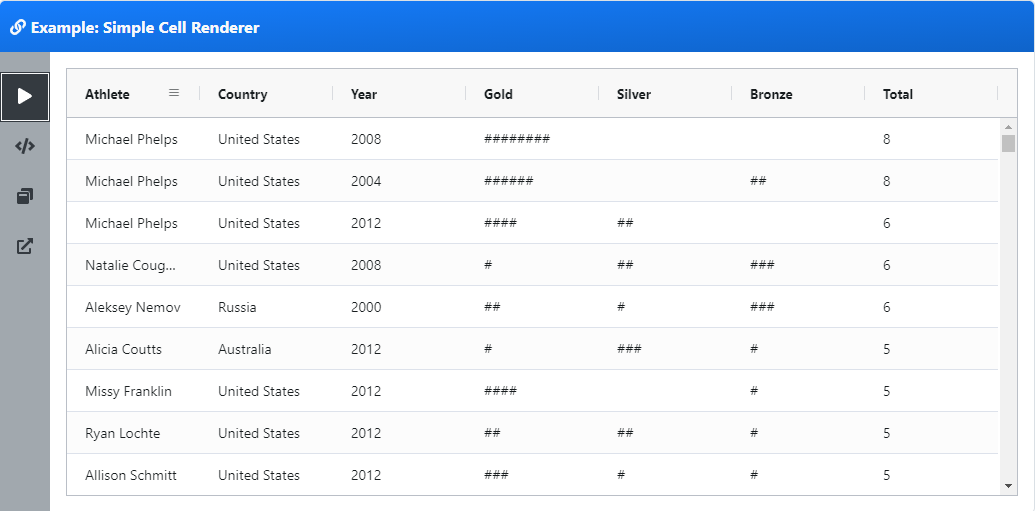 Example: Simple Cell Renderer
Athlete Country Year Gold Silver Bronze Total
Michael Phelps United States 2008 ######## 8
Michael Phelps United States 2004 ###### ## 8
Michael Phelps United States 2012 #### ## 6
Natalie Coug... United States 2008 # ## ### 6
Aleksey Nemov Russia 2000 ## # ### 6
Alicia Coutts Australia 2012 # ### # 5
Missy Franklin United States 2012 #### # 5
Ryan Lochte United States 2012 ## ## # 5
Allison Schmitt United States 2012 ### # # 5